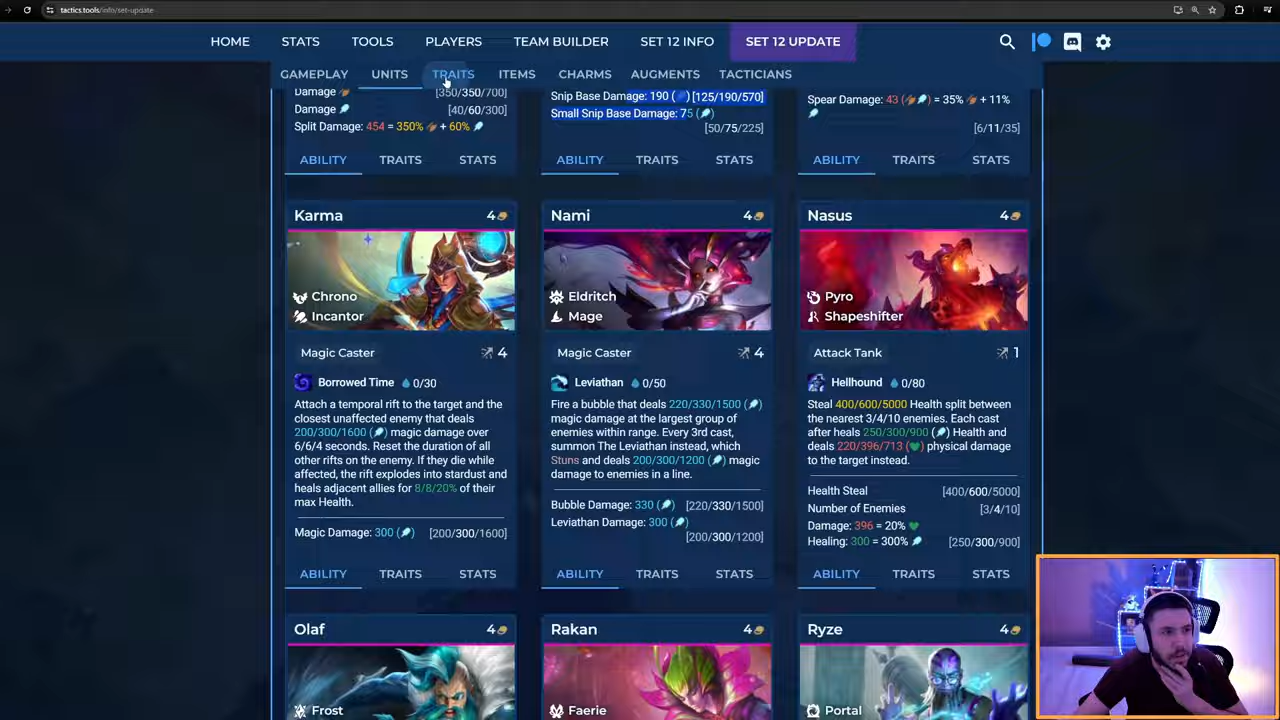 tactics.tools/info/set-update
HOME STATS TOOLS PLAYERS TEAM BUILDER SET 12 INFO SET 12 UPDATE
GAMEPLAY UNITS TRAITS ITEMS CHARMS AUGMENTS TACTICIANS
Damage [350/350/700]
Damage [40/60/300]
Split Damage: 454 = 350% + 60%
ABILITY TRAITS STATS
Snip Base Damage: 190 ( ) [125/190/570]
Small Snip Base Damage: 75 ( )
[50/75/225]
ABILITY TRAITS STATS
Spear Damage: 43 ( ) = 35% + 11%
[6/11/35]
ABILITY TRAITS STATS
Karma 4
Chrono
Incantor
Magic Caster 4
Borrowed Time 0/30
Attach a temporal rift to the target and the
closest unaffected enemy that deals
200/300/1600 ( ) magic damage over
6/6/4 seconds. Reset the duration of all
other rifts on the enemy. If they die while
affected, the rift explodes into stardust and
heals adjacent allies for 8/8/20% of their
max Health.
Magic Damage: 300 ( ) [200/300/1600]
ABILITY TRAITS STATS
Nami 4
Eldritch
Mage
Magic Caster 4
Leviathan 0/50
Fire a bubble that deals 220/330/1500 ( )
magic damage at the largest group of
enemies within range. Every 3rd cast,
summon The Leviathan instead, which
Stuns and deals 200/300/1200 ( ) magic
damage to enemies in a line.
Bubble Damage: 330 ( ) [220/330/1500]
Leviathan Damage: 300 ( )
[200/300/1200]
ABILITY TRAITS STATS
Nasus 4
Pyro
Shapeshifter
Attack Tank 1
Hellhound 0/80
Steal 400/600/5000 Health split between
the nearest 3/4/10 enemies. Each cast
after heals 250/300/900 ( ) Health and
deals 220/396/713 ( ) physical damage
to the target instead.
Health Steal [400/600/5000]
Number of Enemies [3/4/10]
Damage: 396 = 20%
Healing: 300 = 300% [250/300/900]
ABILITY TRAITS STATS
Olaf 4
Frost
Rakan 4
Faerie
Ryze 4
Portal